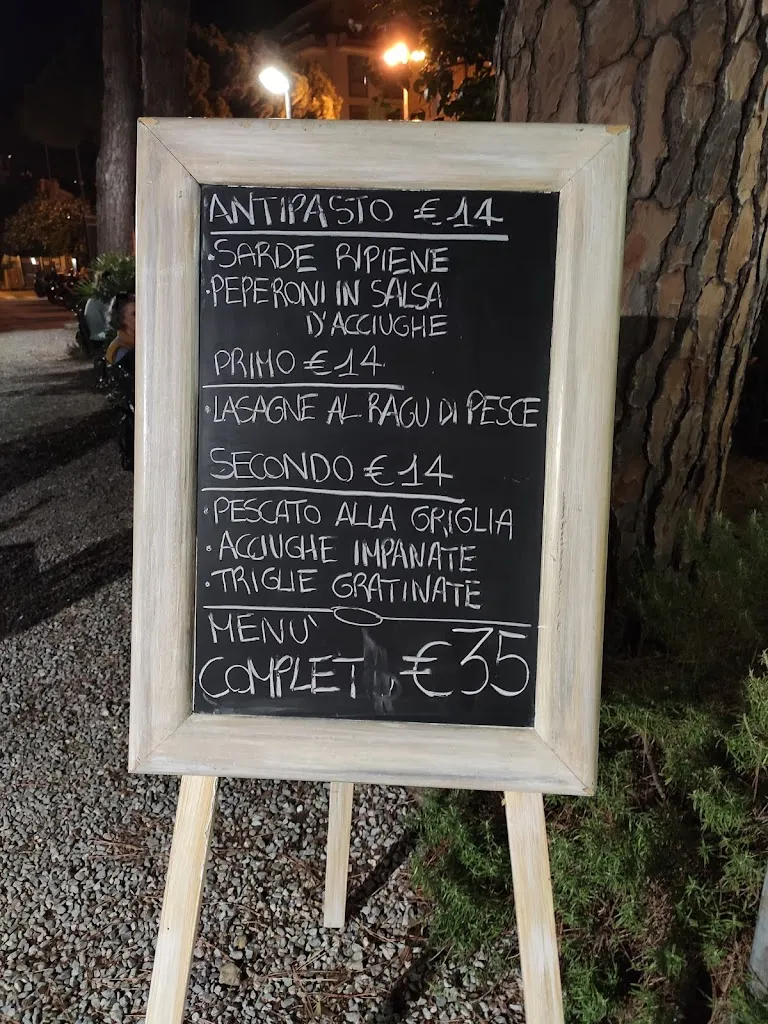 ANTIPASTO €14
·SARDE RIPIENE
·PEPERONI IN SALSA
D'ACCIUGHE
PRIMO €14
·LASAGNE AL RAGU DI PESCE
SECONDO €14
·PESCATO ALLA GRIGLIA
·ACCIUGHE IMPANATE
·TRIGLIE GRATINATE
MENU'
COMPLETO €35